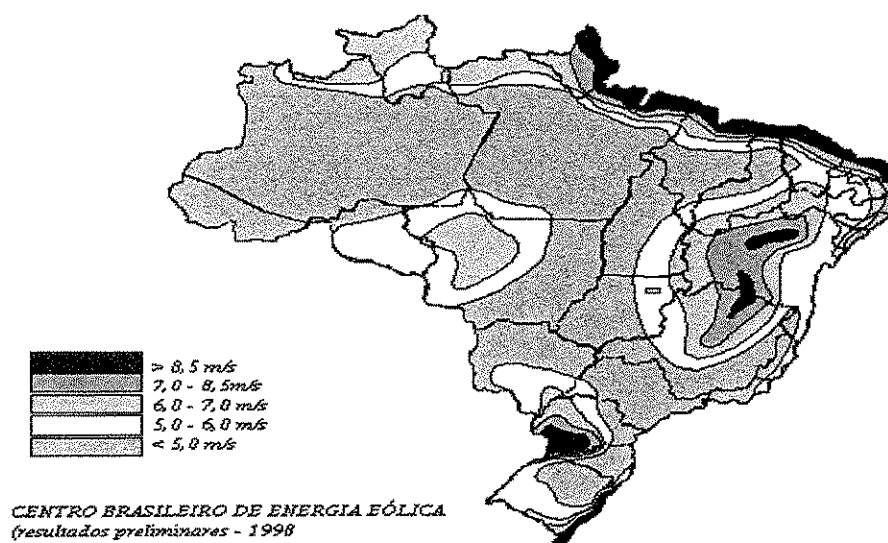 > 8,5 m/s
7,0 - 8,5m/s
6,0 - 7,0 m/s
5,0 - 6,0 m/s
< 5,0 m/s
CENTRO BRASILEIRO DE ENERGIA EÓLICA
(resultados preliminares - 1998